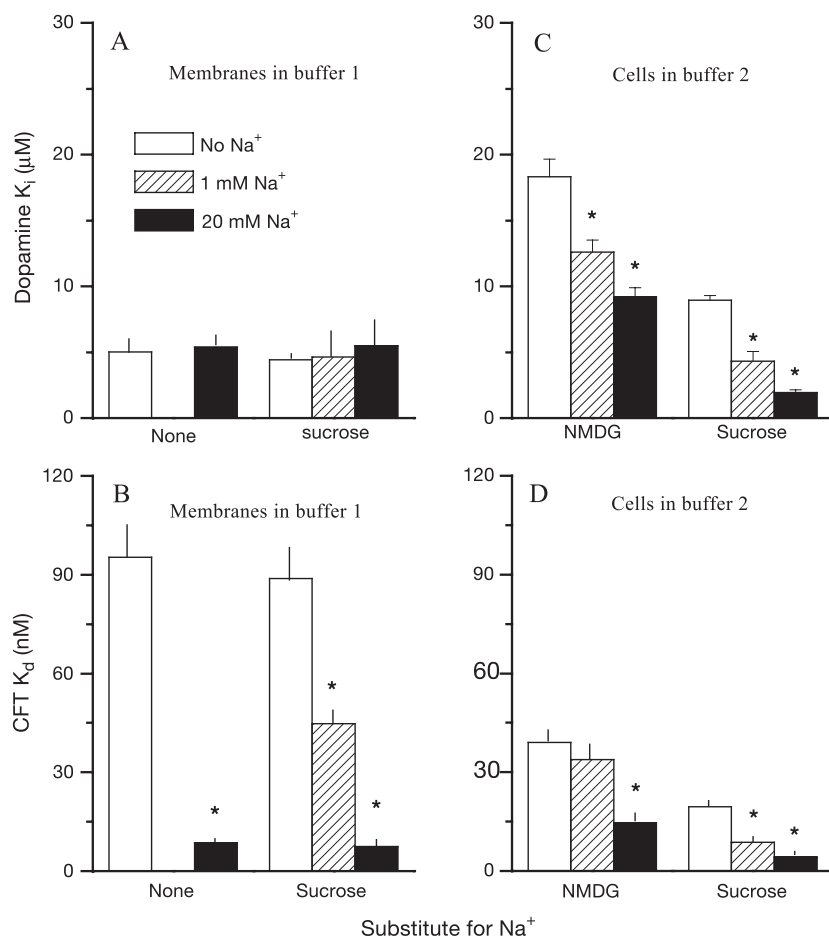 30
20
10
0
Dopamine Ki (μM)
A
Membranes in buffer 1
No Na+
1 mM Na+
20 mM Na+
None
sucrose
30
20
10
0
C
Cells in buffer 2
*
*
*
*
NMDG
Sucrose
120
90
60
30
0
CFT Kd (nM)
B
Membranes in buffer 1
*
*
*
None
Sucrose
120
90
60
30
0
D
Cells in buffer 2
*
*
*
NMDG
Sucrose
Substitute for Na+